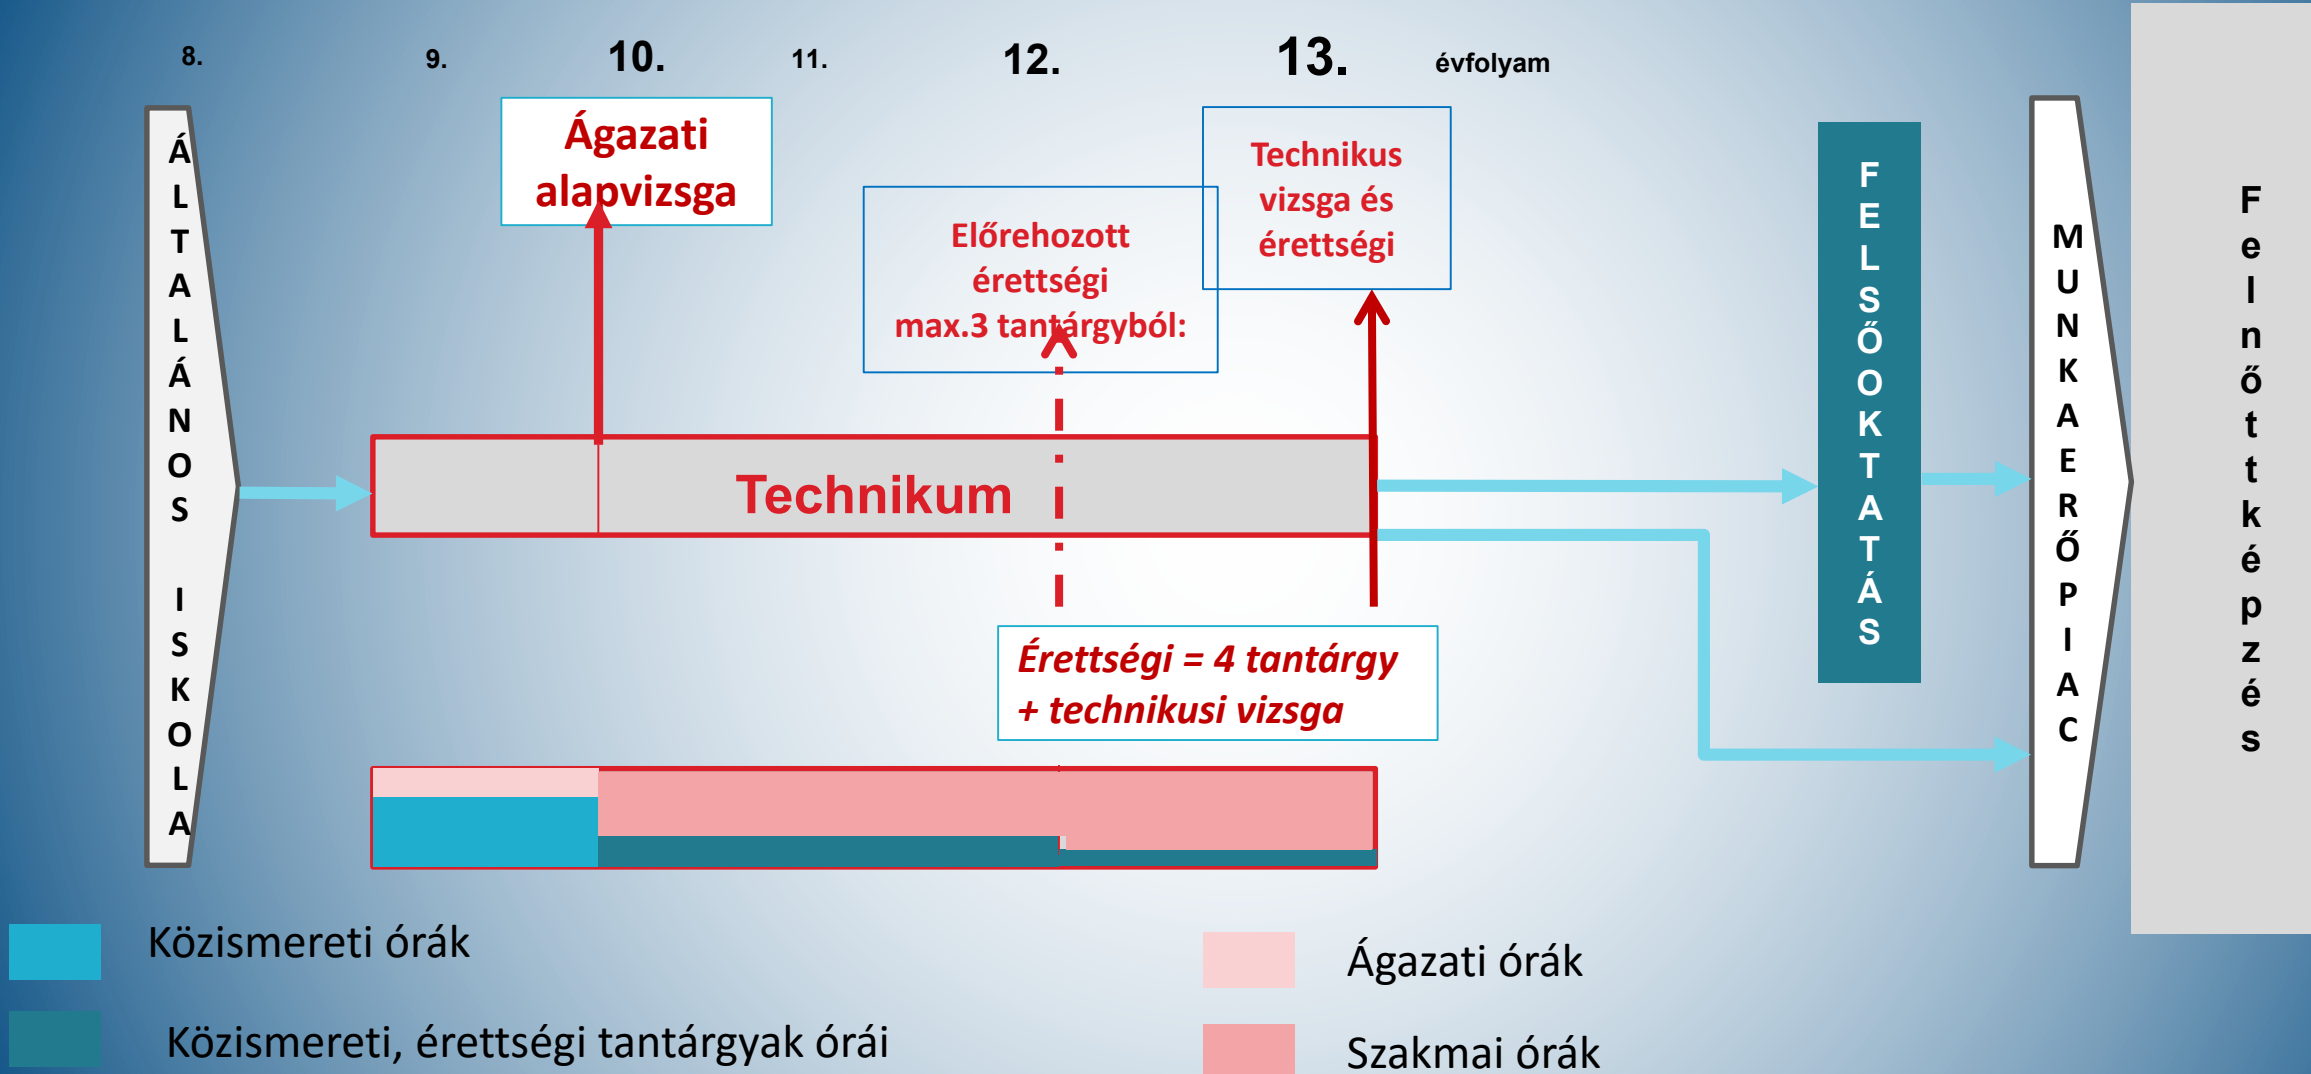 8.
9.
10.
11.
12.
13.
évfolyam
ÁLTALÁNOS ISKOLA
Ágazati
alapvizsga
Előrehozott
érettségi
max.3 tantárgyból:
Technikus
vizsga és
érettségi
Technikum
Érettségi = 4 tantárgy
+ technikusi vizsga
FELSŐOKTATÁS
MUNKAERŐPIAC
Felnőttképzés
Közismereti órák
Közismereti, érettségi tantárgyak órái
Ágazati órák
Szakmai órák